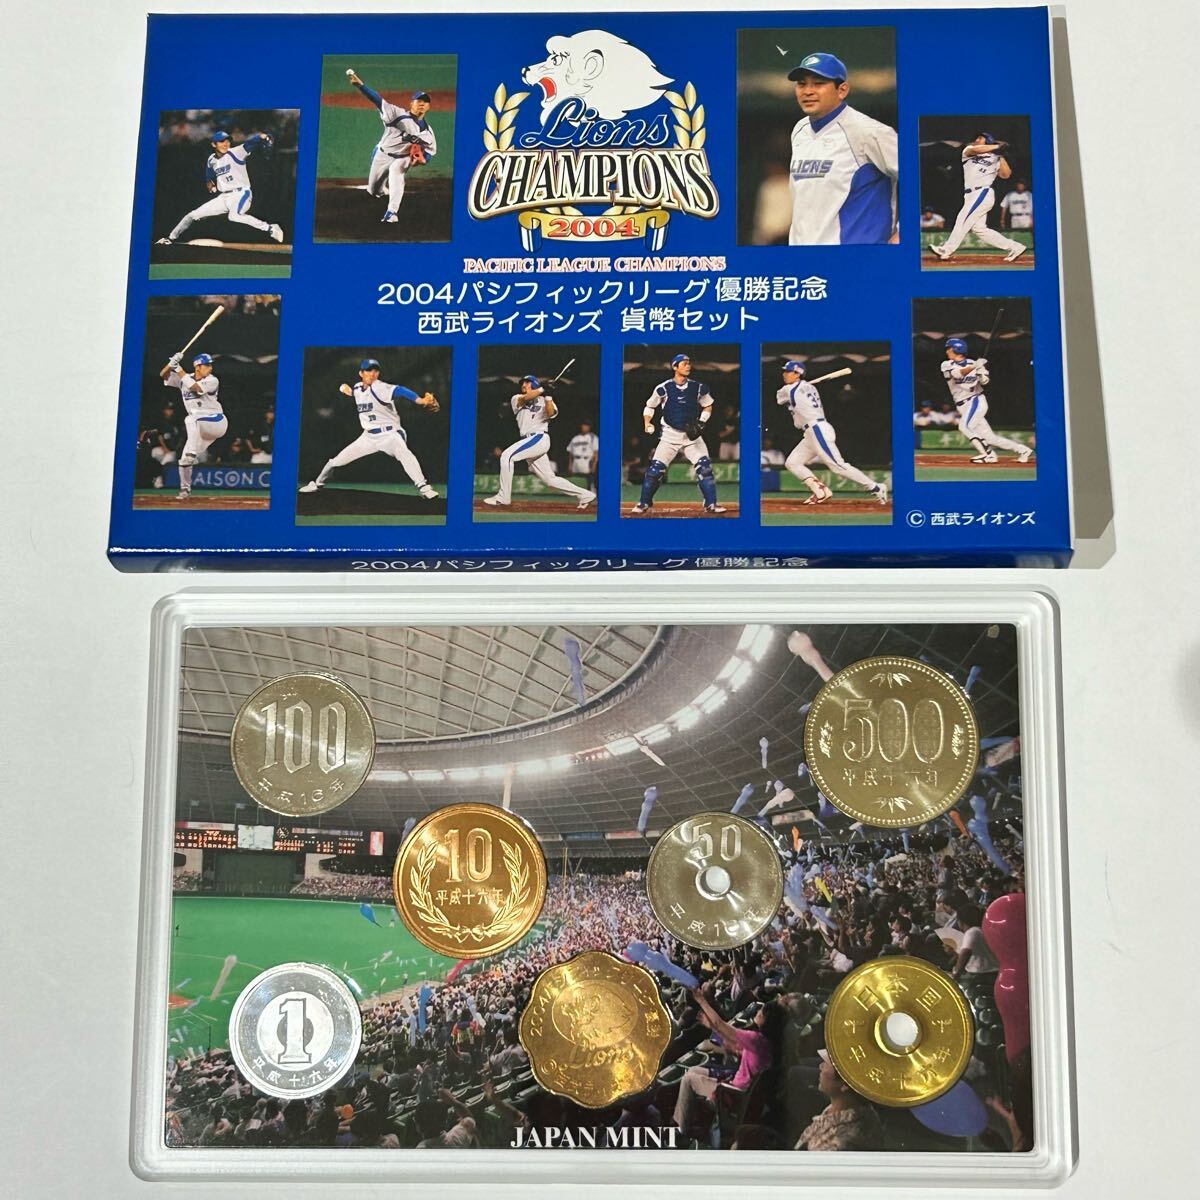 Lions
CHAMPIONS
2004
PACIFIC LEAGUE CHAMPIONS
2004パシフィックリーグ優勝記念
西武ライオンズ 貨幣セット
LIONS
AISON C
© 西武ライオンズ
2004パシフィックリーグ優勝記念
100
平成16年
500
平成十六年
10
平成十六年
50
平成16年
1
平成十六年
Lions
日本国
平成十六年
JAPAN MINT